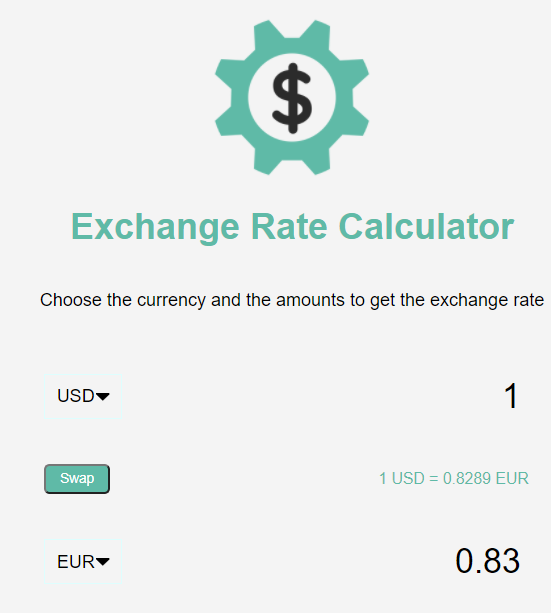 $
Exchange Rate Calculator
Choose the currency and the amounts to get the exchange rate
USD 1
Swap 1 USD = 0.8289 EUR
EUR 0.83